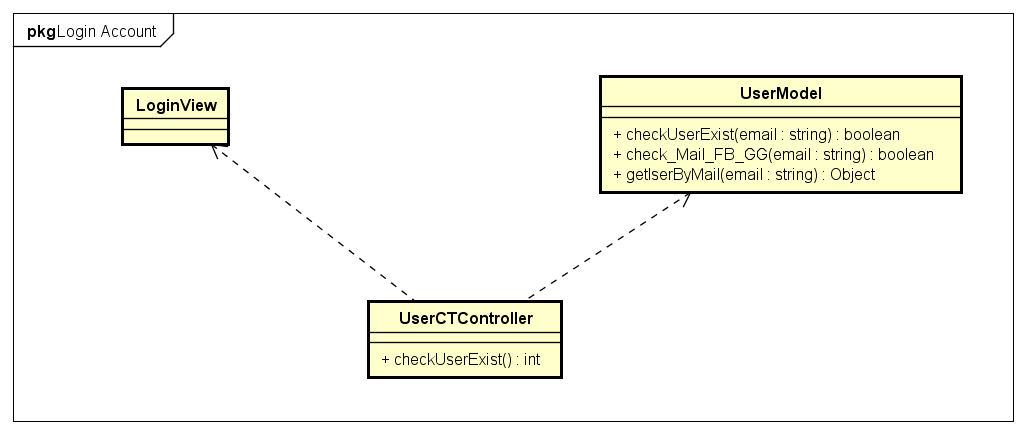 pkgLogin Account
LoginView
UserModel
+ checkUserExist(email : string) : boolean
+ check_Mail_FB_GG(email : string) : boolean
+ getIserByMail(email : string) : Object
UserCTController
+ checkUserExist() : int